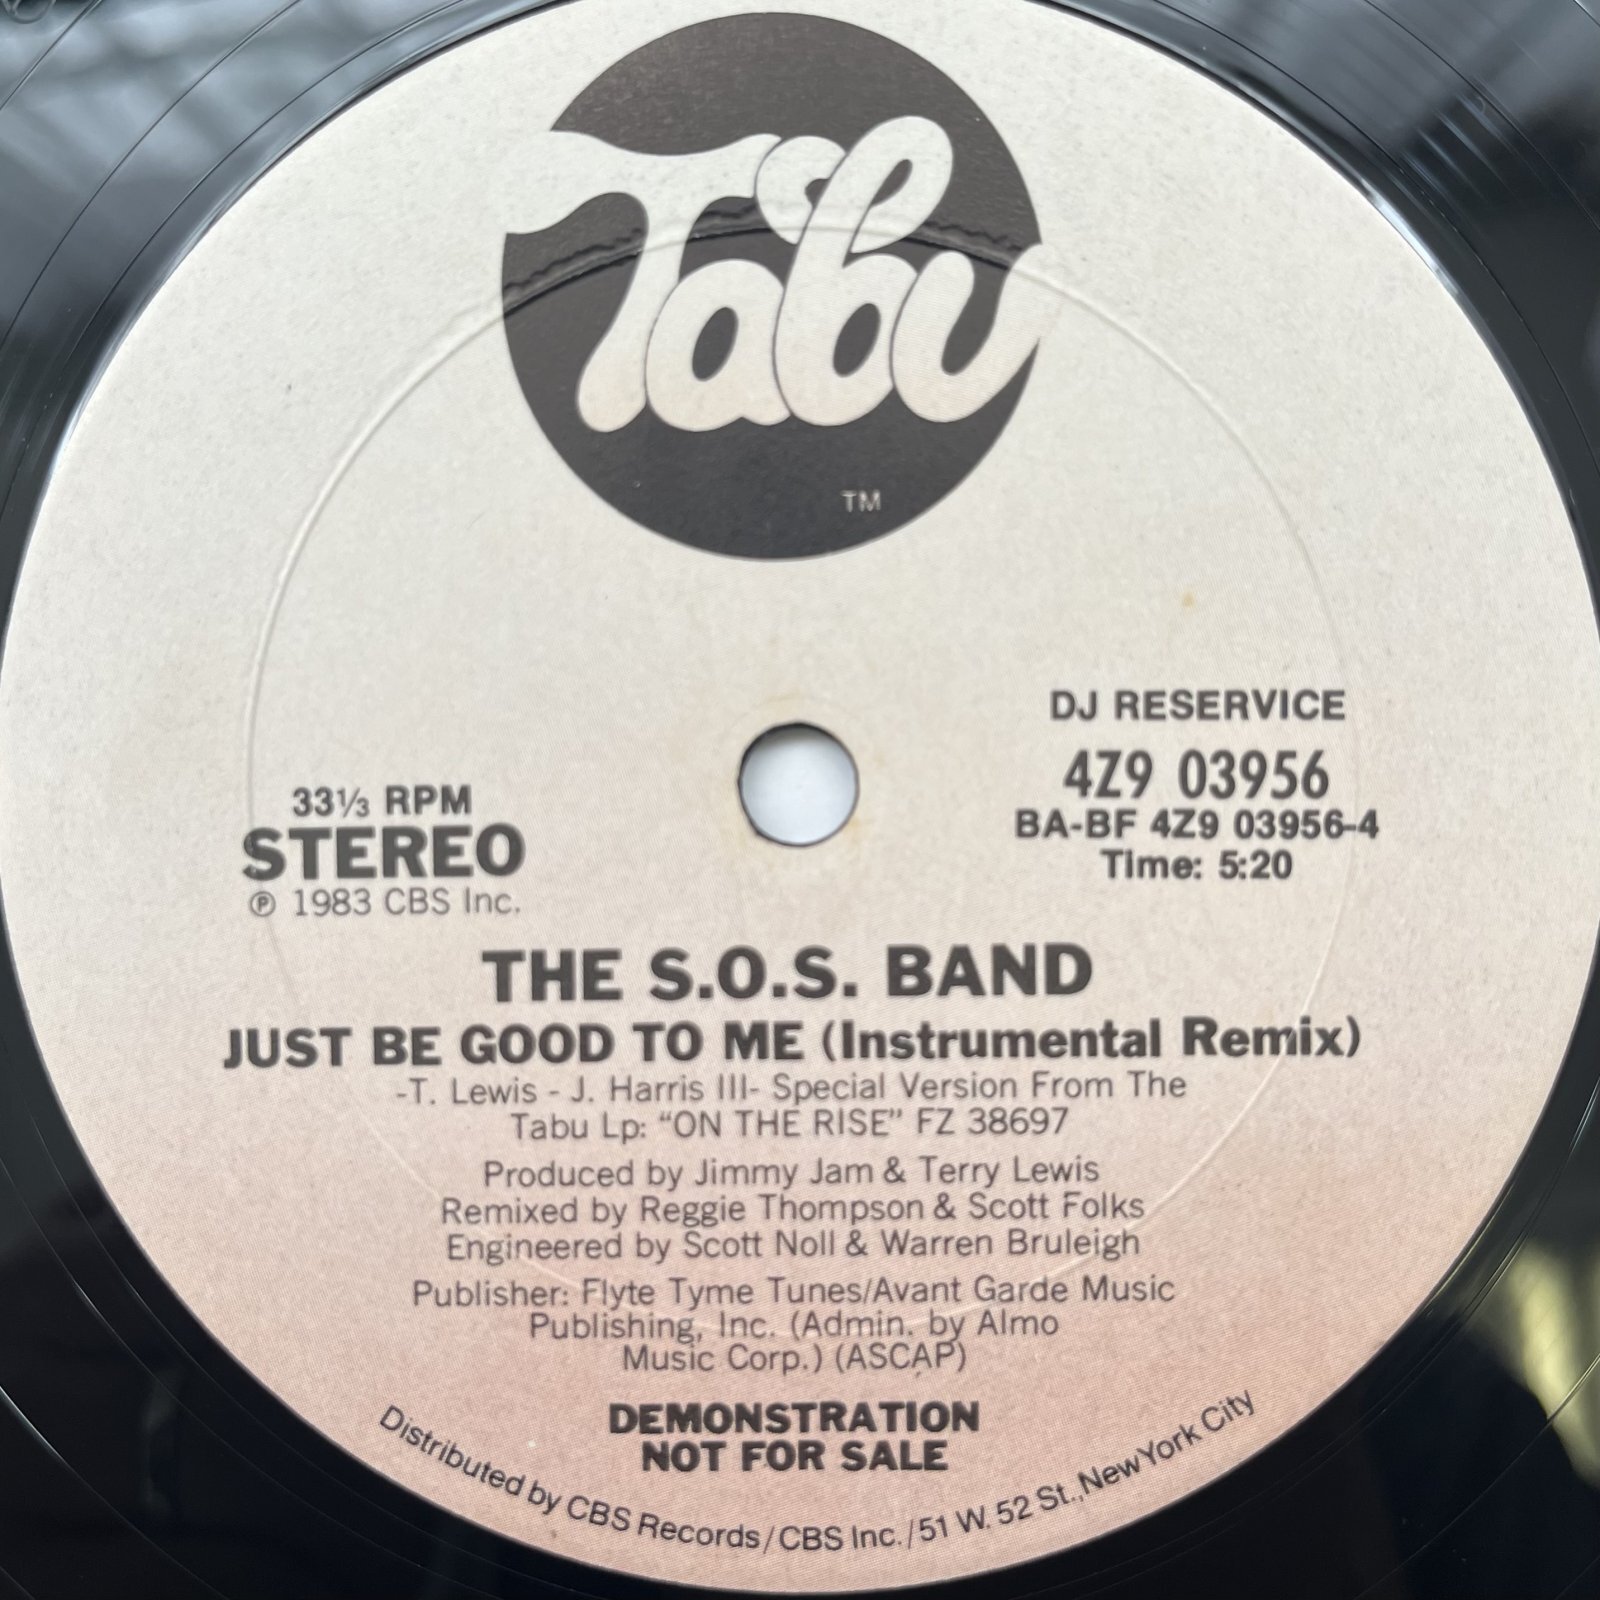 Tabu
TM
DJ RESERVICE
4Z9 03956
BA-BF 4Z9 03956-4
Time: 5:20
33⅓ RPM
STEREO
℗ 1983 CBS Inc.
THE S.O.S. BAND
JUST BE GOOD TO ME (Instrumental Remix)
-T. Lewis - J. Harris III- Special Version From The
Tabu Lp: “ON THE RISE” FZ 38697
Produced by Jimmy Jam & Terry Lewis
Remixed by Reggie Thompson & Scott Folks
Engineered by Scott Noll & Warren Bruleigh
Publisher: Flyte Tyme Tunes/Avant Garde Music
Publishing, Inc. (Admin. by Almo
Music Corp.) (ASCAP)
DEMONSTRATION
NOT FOR SALE
Distributed by CBS Records/CBS Inc./51 W. 52 St., New York City